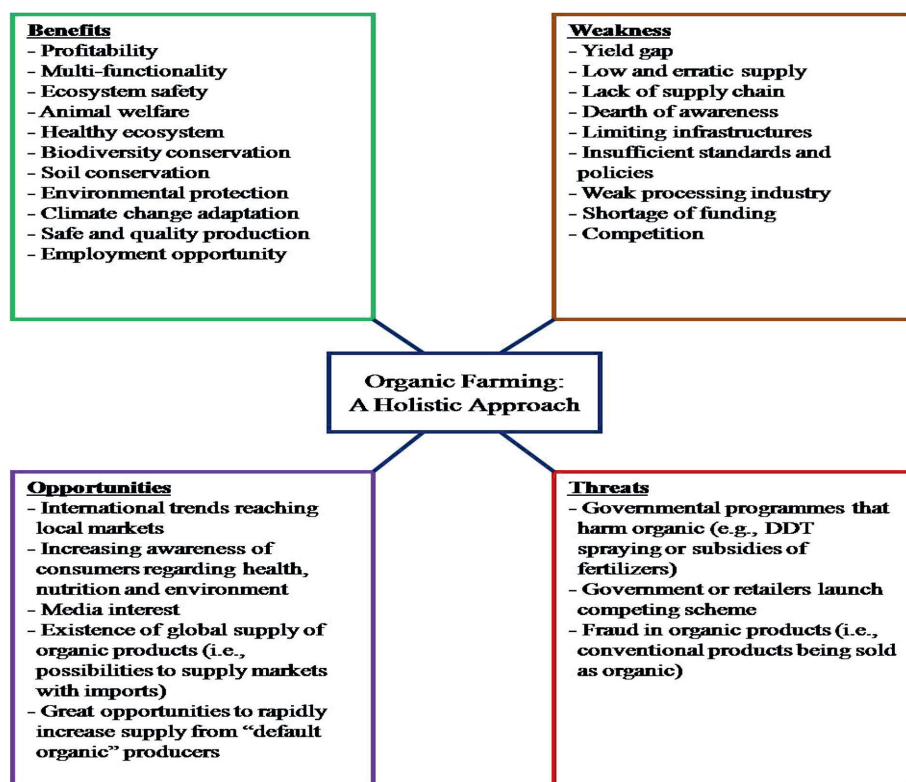 Benefits
- Profitability
- Multi-functionality
- Ecosystem safety
- Animal welfare
- Healthy ecosystem
- Biodiversity conservation
- Soil conservation
- Environmental protection
- Climate change adaptation
- Safe and quality production
- Employment opportunity
Weakness
- Yield gap
- Low and erratic supply
- Lack of supply chain
- Dearth of awareness
- Limiting infrastructures
- Insufficient standards and
policies
- Weak processing industry
- Shortage of funding
- Competition
Organic Farming:
A Holistic Approach
Opportunities
- International trends reaching
local markets
- Increasing awareness of
consumers regarding health,
nutrition and environment
- Media interest
- Existence of global supply of
organic products (i.e.,
possibilities to supply markets
with imports)
- Great opportunities to rapidly
increase supply from “default
organic” producers
Threats
- Governmental programmes that
harm organic (e.g., DDT
spraying or subsidies of
fertilizers)
- Government or retailers launch
competing scheme
- Fraud in organic products (i.e.,
conventional products being sold
as organic)